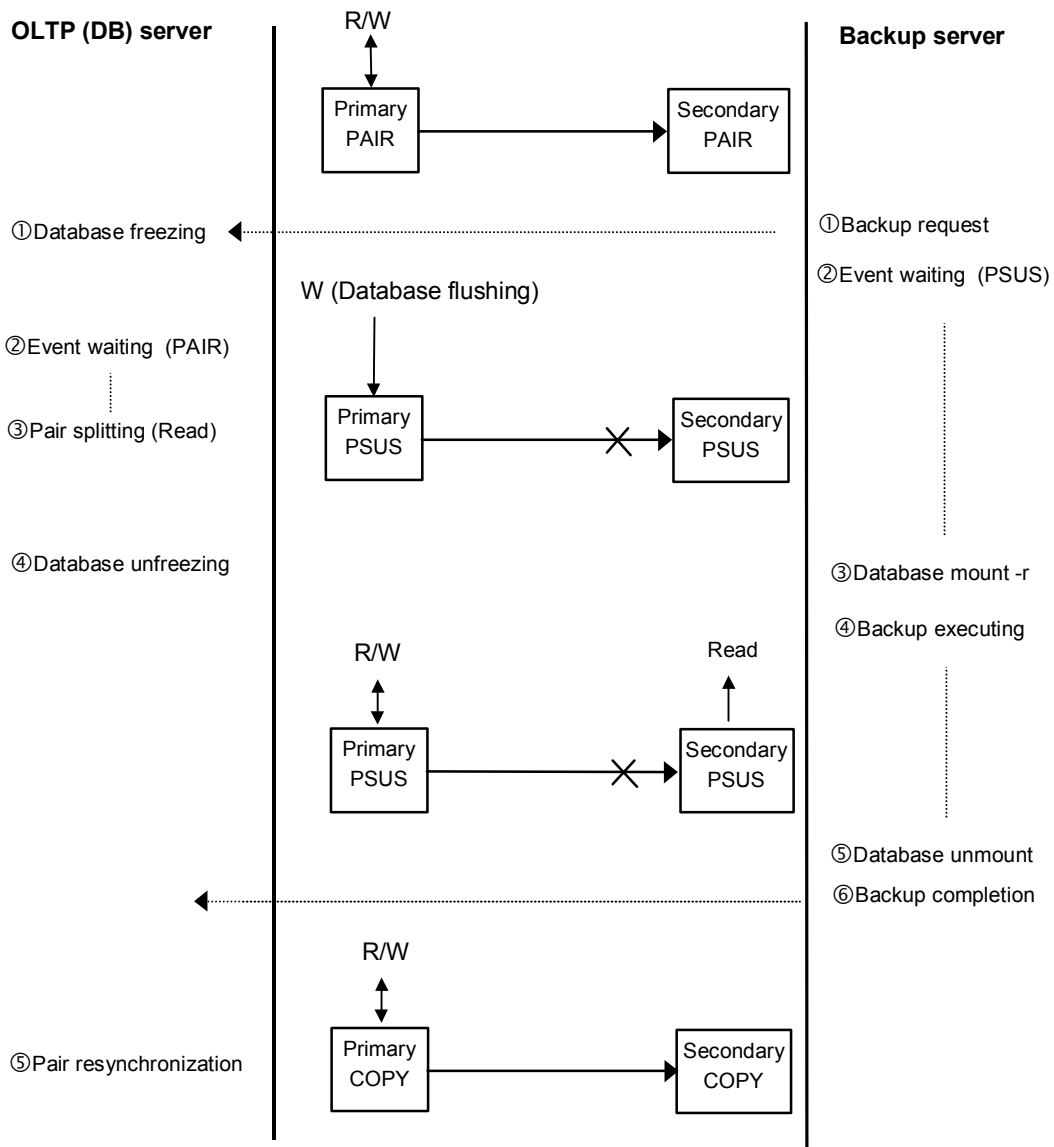 OLTP (DB) server
R/W
Backup server
Primary
PAIR
Secondary
PAIR
①Database freezing
①Backup request
②Event waiting (PSUS)
W (Database flushing)
②Event waiting (PAIR)
③Pair splitting (Read)
Primary
PSUS
Secondary
PSUS
④Database unfreezing
③Database mount -r
④Backup executing
R/W
Read
Primary
PSUS
Secondary
PSUS
⑤Database unmount
⑥Backup completion
R/W
⑤Pair resynchronization
Primary
COPY
Secondary
COPY